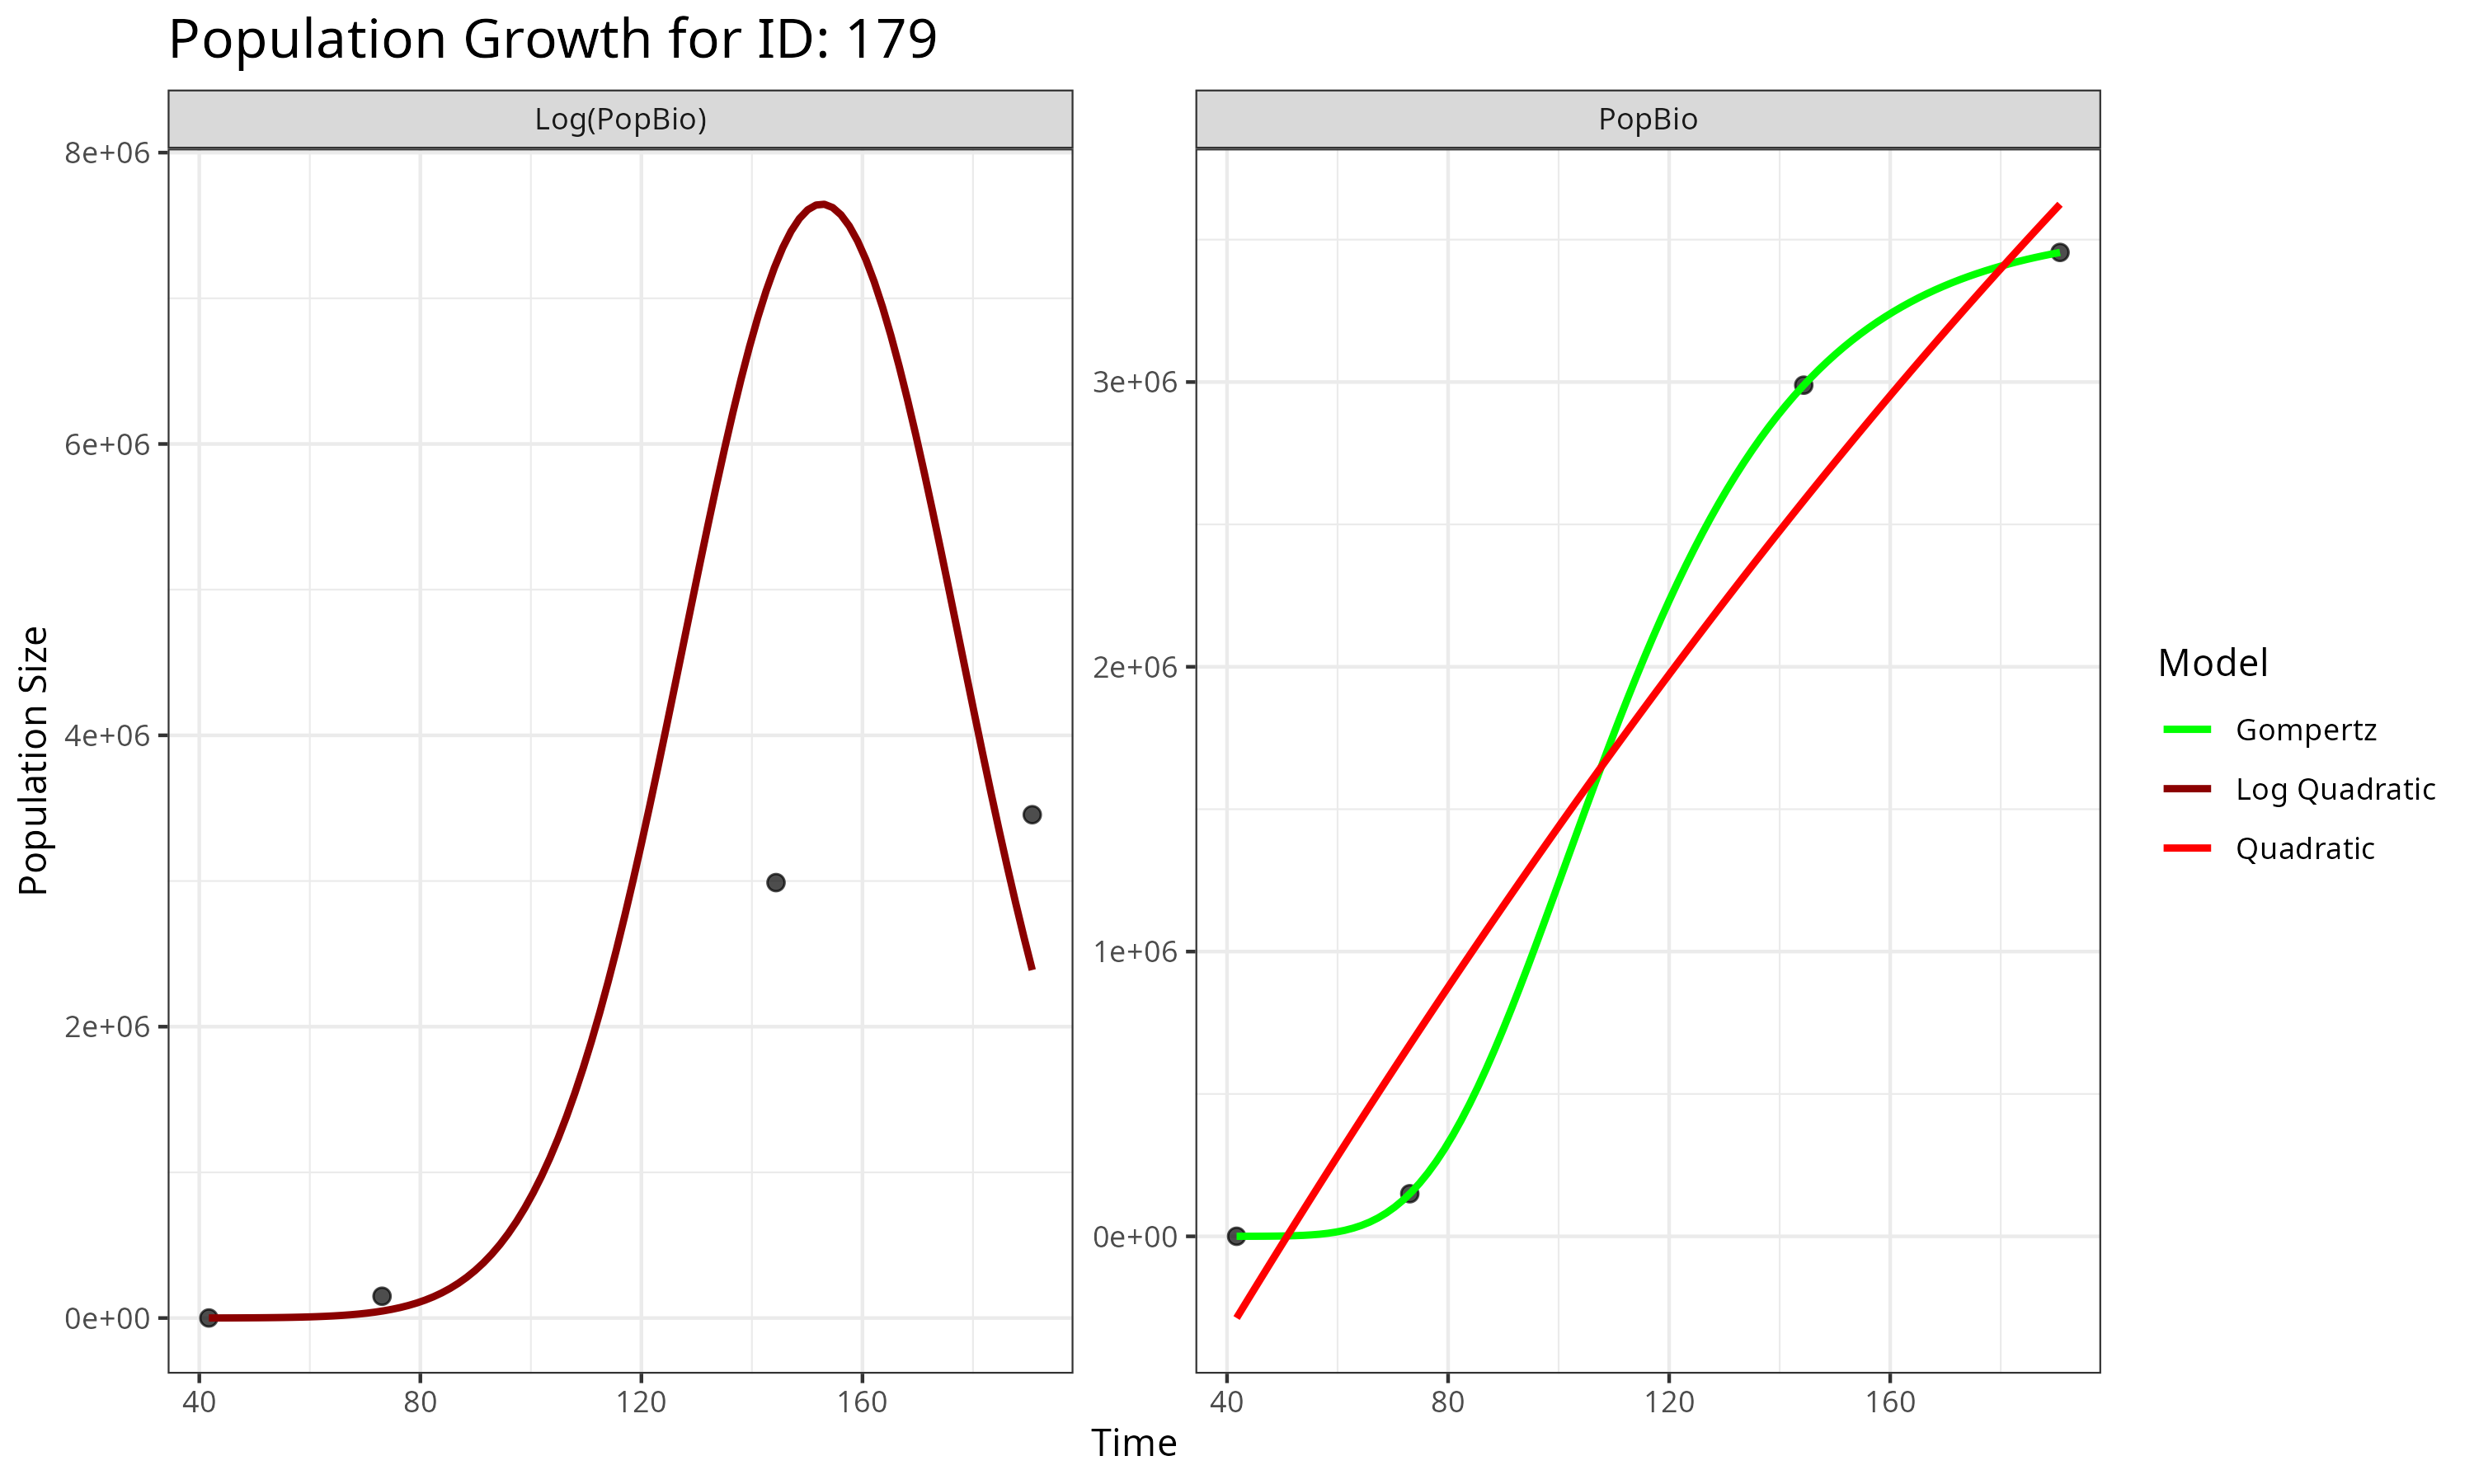 Population Growth for ID: 179
Log(PopBio)
PopBio
Population Size
8e+06
6e+06
4e+06
2e+06
0e+00
3e+06
2e+06
1e+06
0e+00
40 80 120 160
40 80 120 160
Time
Model
Gompertz
Log Quadratic
Quadratic